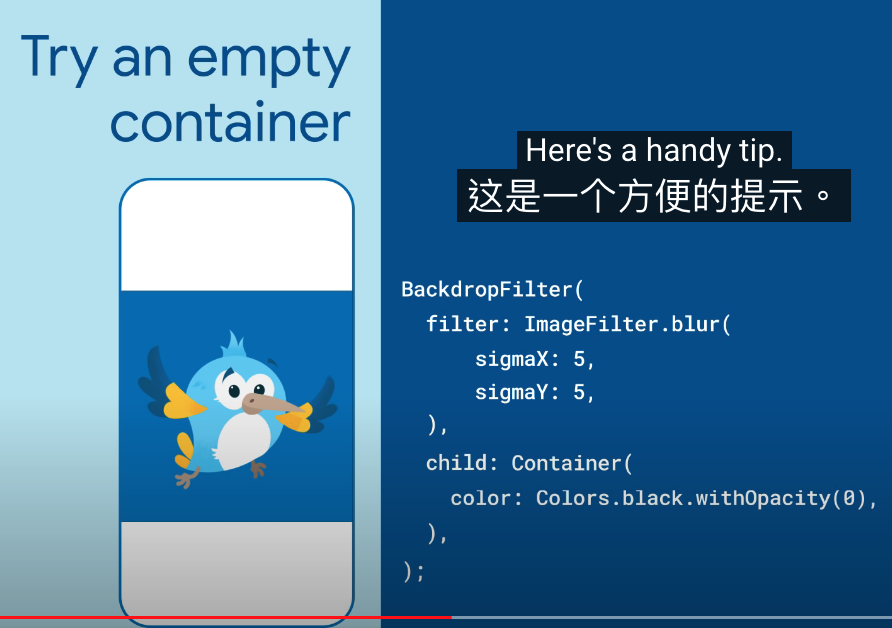 Try an empty
container
Here's a handy tip.
这是一个方便的提示。
BackdropFilter(
  filter: ImageFilter.blur(
      sigmaX: 5,
      sigmaY: 5,
  ),
  child: Container(
    color: Colors.black.withOpacity(0),
  ),
);